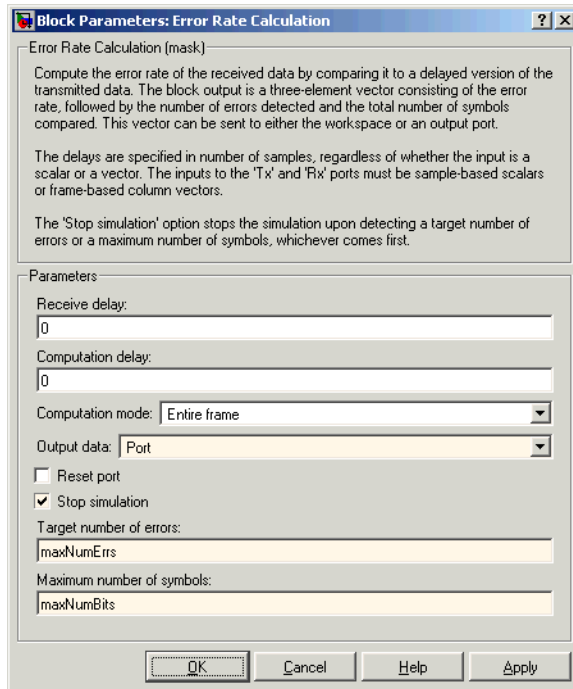 Block Parameters: Error Rate Calculation
Error Rate Calculation (mask)
Compute the error rate of the received data by comparing it to a delayed version of the
transmitted data. The block output is a three-element vector consisting of the error
rate, followed by the number of errors detected and the total number of symbols
compared. This vector can be sent to either the workspace or an output port.
The delays are specified in number of samples, regardless of whether the input is a
scalar or a vector. The inputs to the 'Tx' and 'Rx' ports must be sample-based scalars
or frame-based column vectors.
The 'Stop simulation' option stops the simulation upon detecting a target number of
errors or a maximum number of symbols, whichever comes first.
Parameters
Receive delay:
0
Computation delay:
0
Computation mode: Entire frame
Output data: Port
Reset port
Stop simulation
Target number of errors:
maxNumErrs
Maximum number of symbols:
maxNumBits
OK Cancel Help Apply